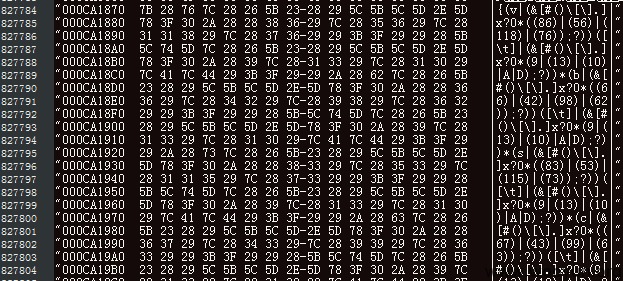 "000CA1870 7B 28 76 7C 28 26 5B 23-28 29 5B 5C 5D 2E 5D "[(v|(&[#()\[\].]
827785 "000CA1880 78 3F 30 2A 28 28 38 36-29 7C 28 35 36 29 7C 28 "x?0*((86)|(56)|(
827786 "000CA1890 31 31 38 29 7C 28 37 36-29 29 3B 3F 29 29 28 5B "118)|(76));?))([
827787 "000CA18A0 5C 74 5D 7C 28 26 5B 23-28 29 5B 5C 5D 2E 5D "\t]|(&[#()\[\].]
827788 "000CA18B0 78 3F 30 2A 28 39 7C 28-31 33 29 7C 28 31 30 29 "x?0*(9|(13)|(10)
827789 "000CA18C0 7C 41 7C 44 29 3B 3F 29-29 2A 28 62 7C 28 26 5B "|A|D);?))*(b|(&[
827790 "000CA18D0 23 28 29 5B 5C 5D 2E 5D-78 3F 30 2A 28 28 36 "#()\[\].]x?0*((6
827791 "000CA18E0 36 29 7C 28 34 32 29 7C-28 39 38 29 7C 28 36 32 "6)|(42)|(98)|(62
827792 "000CA18F0 29 29 3B 3F 29 29 28 5B-5C 74 5D 7C 28 26 5B "));?))([\t]|(&[
827793 "000CA1900 28 29 5B 5C 5D 2E 5D-78 3F 30 2A 28 39 7C 28 "#()\[\].]x?0*(9|(
827794 "000CA1910 31 33 29 7C 28 31 30 29-7C 41 7C 44 29 3B 3F 29 "13)|(10)|A|D);?)
827795 "000CA1920 29 2A 28 73 7C 28 26 5B-23 28 29 5B 5C 5D 2E ")*(s|(&[#()\[\].
827796 "000CA1930 5D 78 3F 30 2A 28 28 38-33 29 7C 28 35 33 29 7C "]x?0*((83)|(53)|
827797 "000CA1940 28 31 31 35 29 7C 28 37-33 29 29 3B 3F 29 29 28 "(115)|(73));?))(
827798 "000CA1950 5B 5C 74 5D 7C 28 26 5B-23 28 29 5B 5C 5D 2E "[\t]|(&[#()\[\].
827799 "000CA1960 5D 78 3F 30 2A 28 39 7C-28 31 33 29 7C 28 31 30 "]x?0*(9|(13)|(10
827800 "000CA1970 29 7C 41 7C 44 29 3B 3F-29 29 2A 28 63 7C 28 26 ")|A|D);?))*(c|(&
827801 "000CA1980 5B 23 28 29 5B 5C 5D 2E-5D 78 3F 30 2A 28 28 "[#()\[\].]x?0*((
827802 "000CA1990 36 37 29 7C 28 34 33 29-7C 28 39 39 29 7C 28 36 "67)|(43)|(99)|(6
827803 "000CA19A0 33 29 29 3B 3F 29 29 28-5B 5C 74 5D 7C 28 26 5B "3));?))([\t]|(&[
827804 "000CA19B0 23 28 29 5B 5C 5D 2E-5D 78 3F 30 2A 28 39 7C "#()\[\].]x?0*(9|